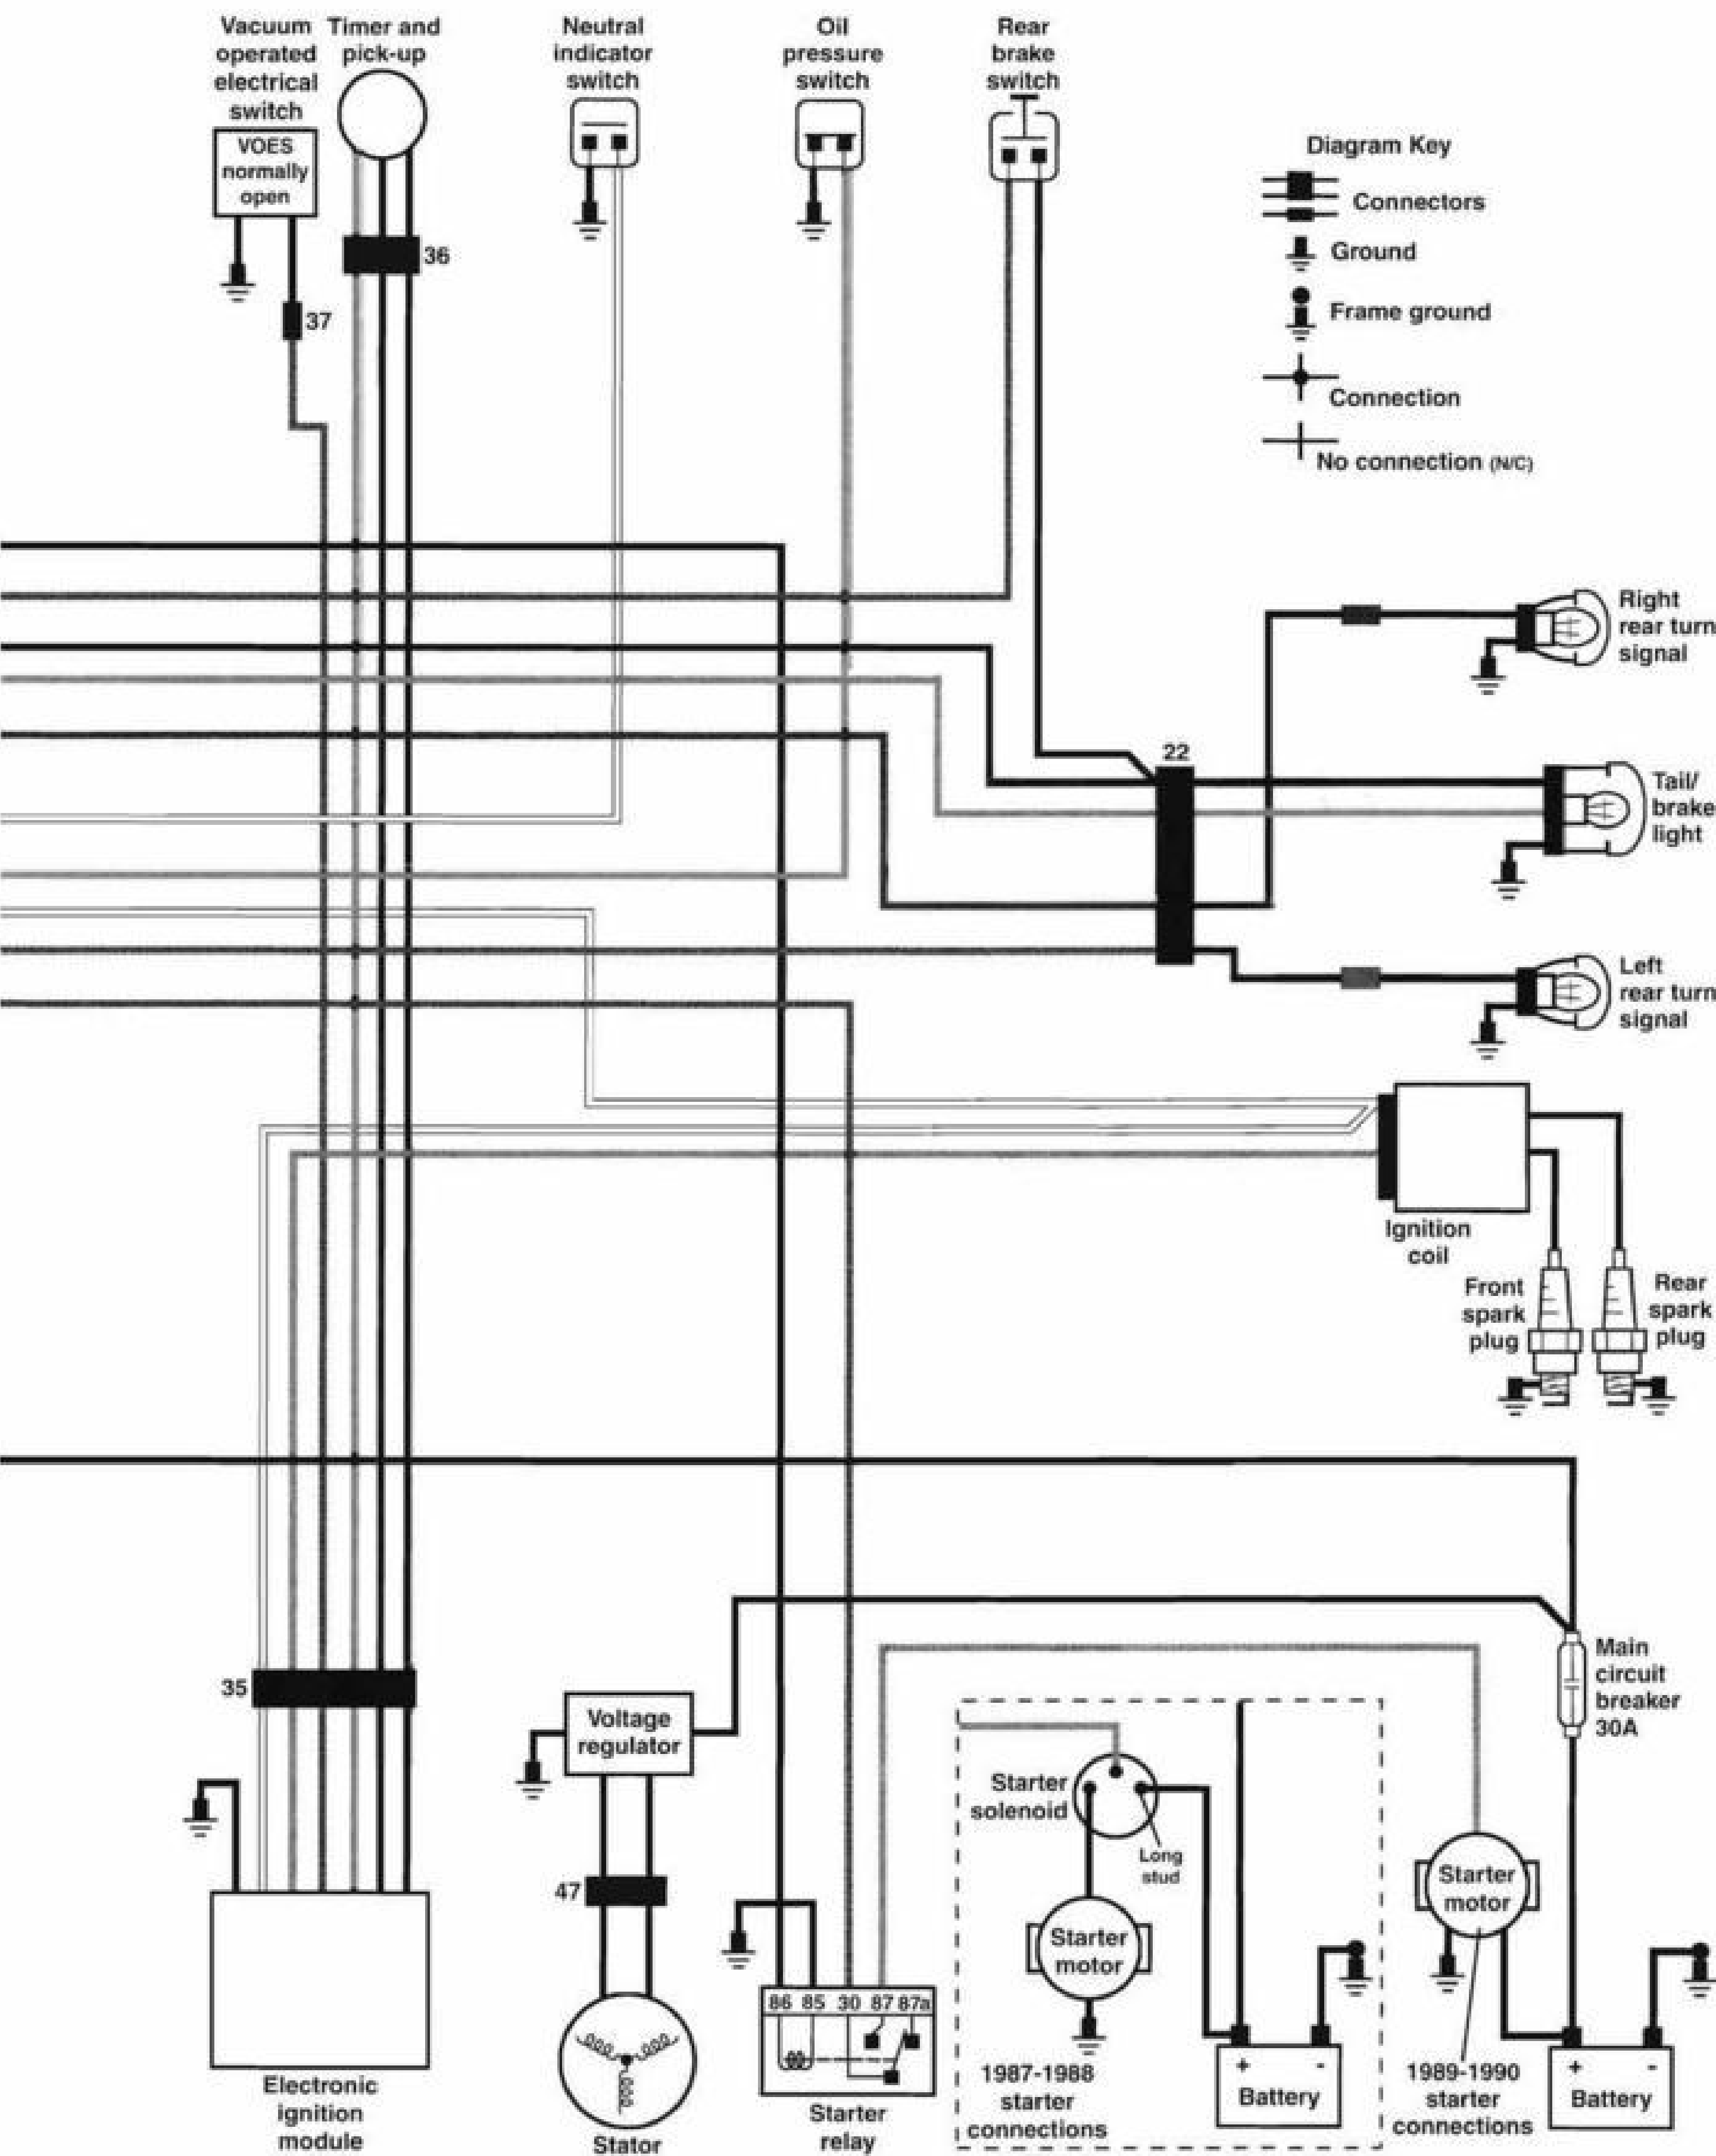 Vacuum
operated
electrical
switch
Timer and
pick-up
Neutral
indicator
switch
Oil
pressure
switch
Rear
brake
switch
VOES
normally
open
Diagram Key
Connectors
Ground
Frame ground
Connection
No connection (N/C)
36
37
Right
rear turn
signal
22
Tail/
brake
light
Left
rear turn
signal
Ignition
coil
Front
spark
plug
Rear
spark
plug
Main
circuit
breaker
30A
35
Voltage
regulator
Starter
solenoid
Long
stud
47
Starter
motor
Starter
motor
86 85 30 87 87a
1987-1988
starter
connections
+ -
Battery
1989-1990
starter
connections
+ -
Battery
Electronic
ignition
module
Stator
Starter
relay